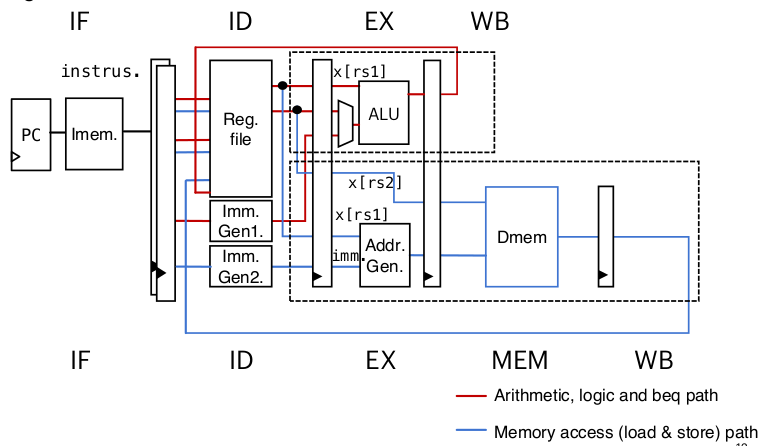 IF
ID
EX
WB
instrus.
PC
Imem.
Reg.
file
x[rs1]
ALU
x[rs2]
Imm.
Gen1.
x[rs1]
Imm.
Gen2.
imm.
Addr.
Gen.
Dmem
IF
ID
EX
MEM
WB
Arithmetic, logic and beq path
Memory access (load & store) path